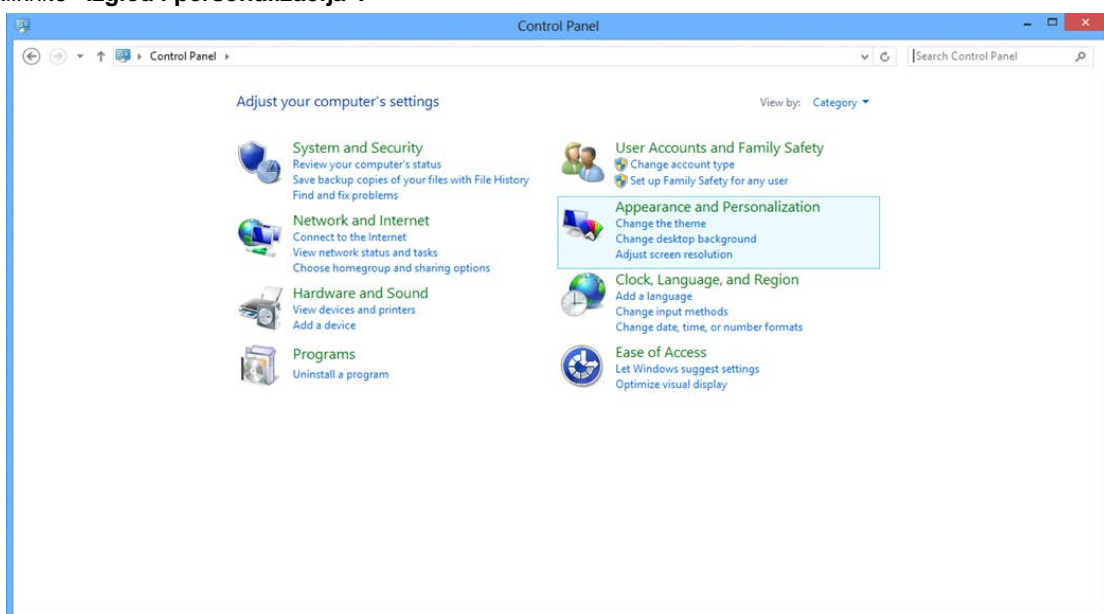 "Izgled i personalizacija".
Control Panel
Control Panel
Search Control Panel
Adjust your computer's settings
View by: Category
System and Security
Review your computer's status
Save backup copies of your files with File History
Find and fix problems
Network and Internet
Connect to the Internet
View network status and tasks
Choose homegroup and sharing options
Hardware and Sound
View devices and printers
Add a device
Programs
Uninstall a program
User Accounts and Family Safety
Change account type
Set up Family Safety for any user
Appearance and Personalization
Change the theme
Change desktop background
Adjust screen resolution
Clock, Language, and Region
Add a language
Change input methods
Change date, time, or number formats
Ease of Access
Let Windows suggest settings
Optimize visual display